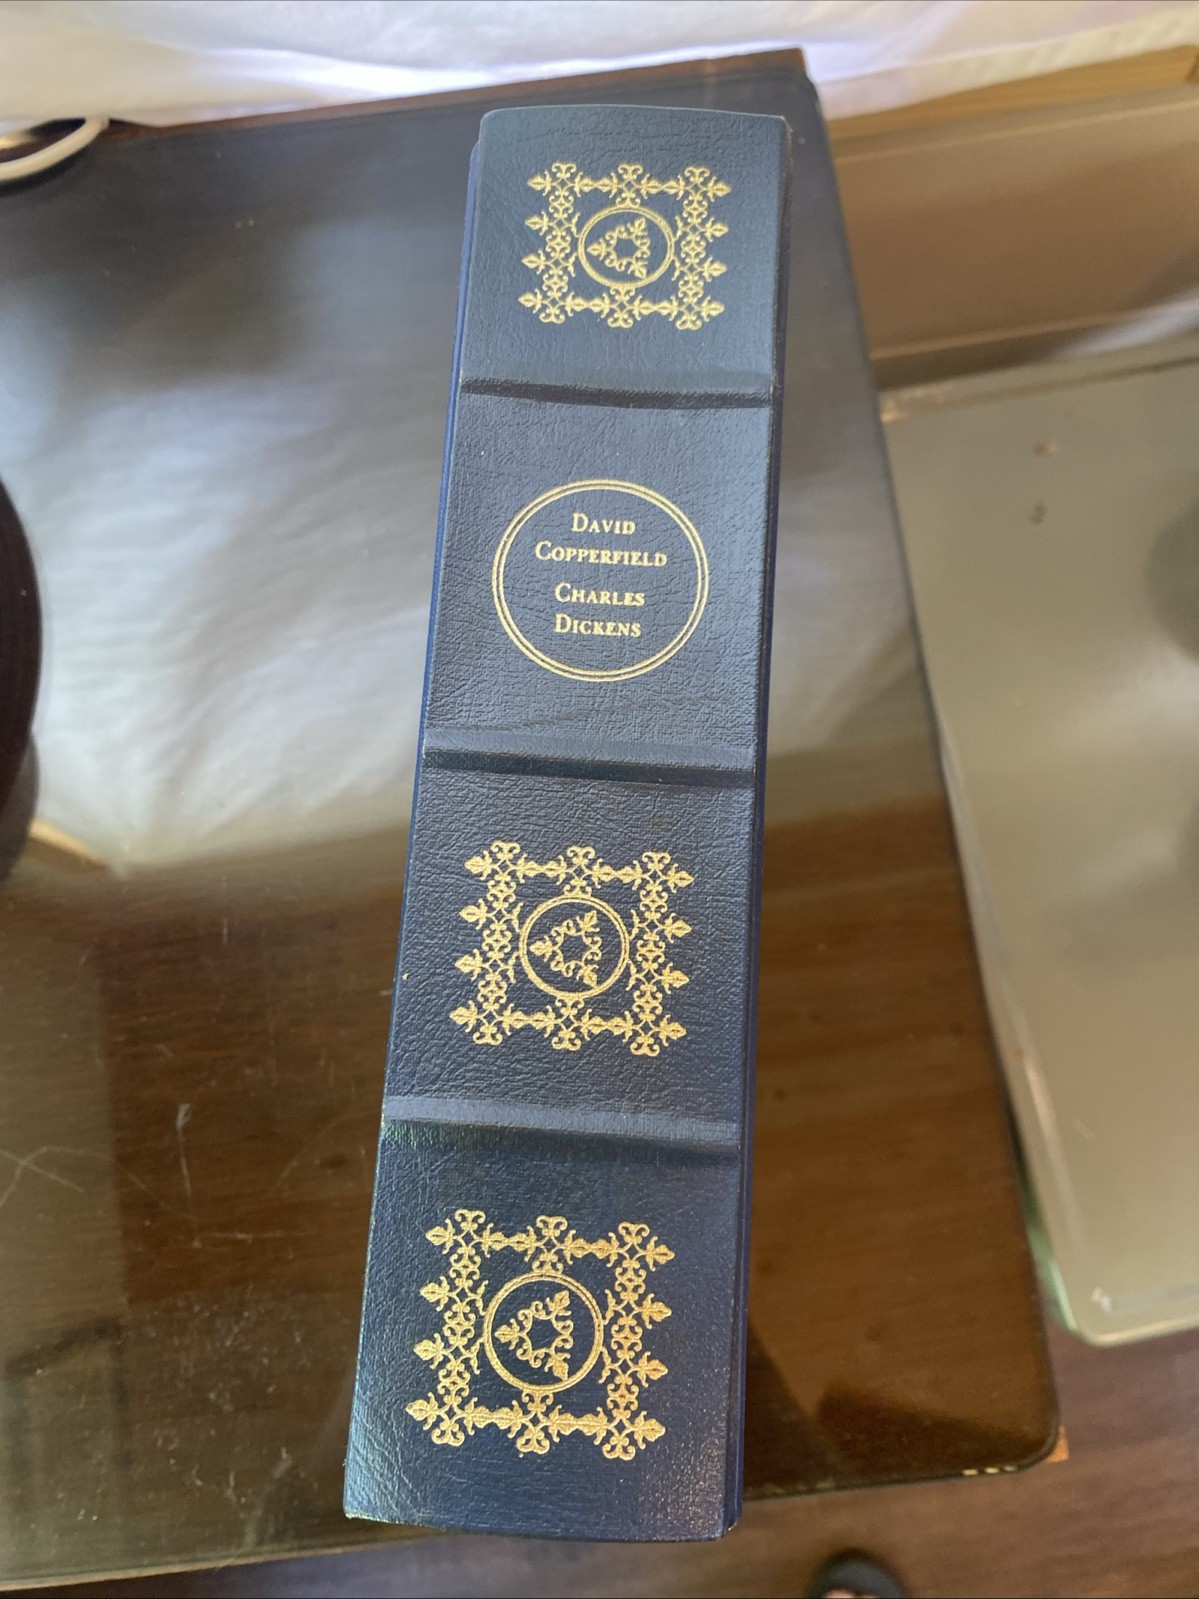 David
Copperfield
Charles
Dickens